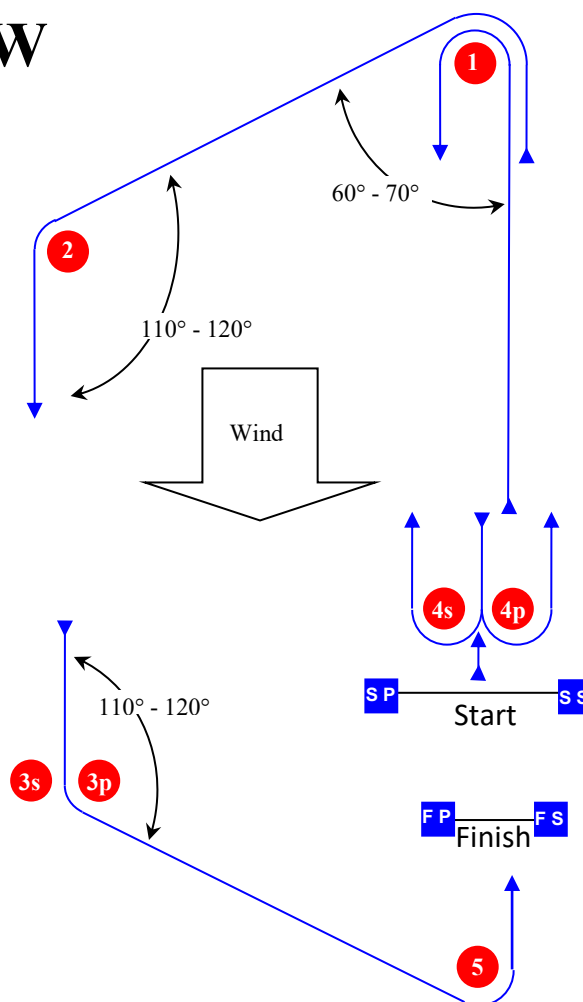 W
1
60° - 70°
2
110° - 120°
Wind
4s 4p
S P S S
Start
110° - 120°
3s 3p
F P F S
Finish
5